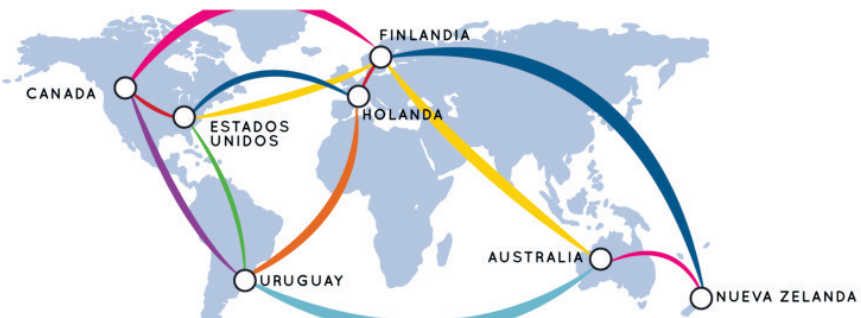 FINLANDIA
CANADA
HOLANDA
ESTADOS
UNIDOS
AUSTRALIA
URUGUAY
NUEVA ZELANDA